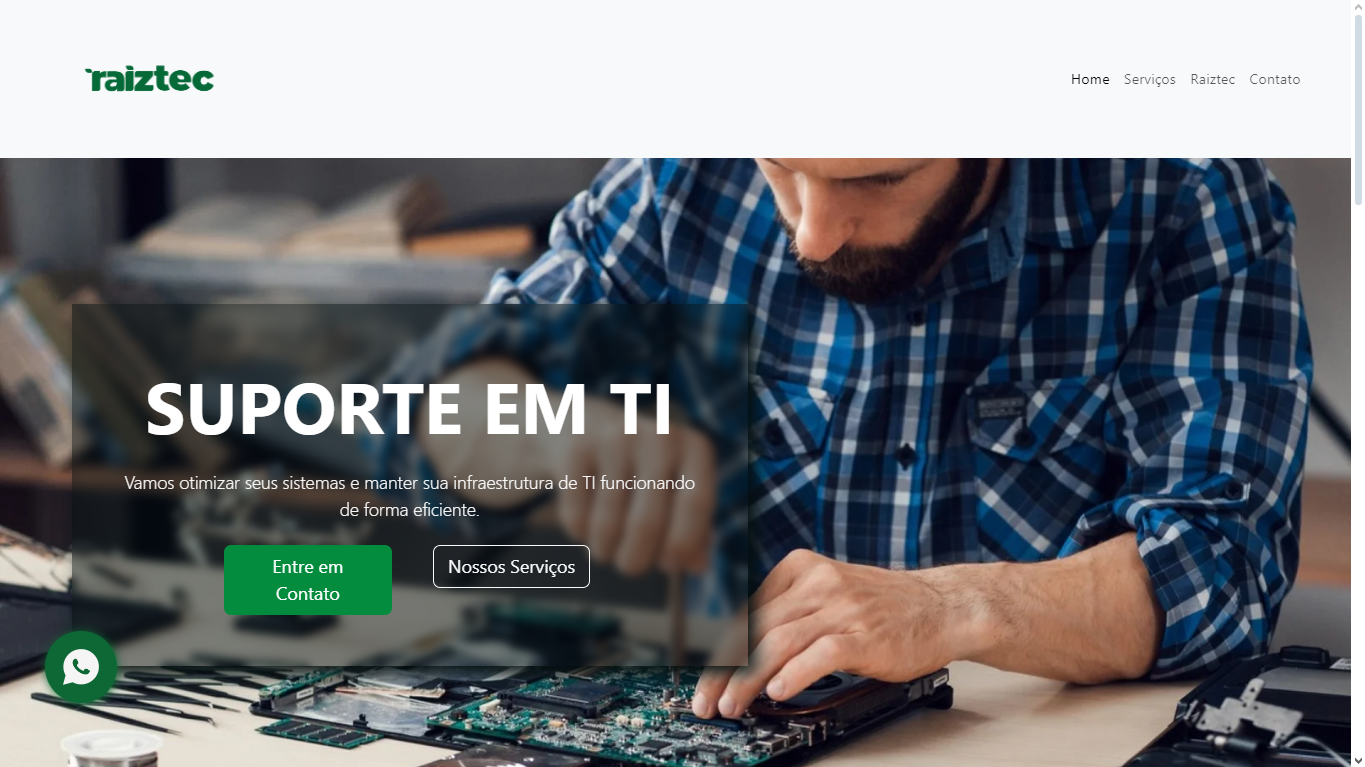 raiztec
Home Serviços Raiztec Contato
SUPORTE EM TI
Vamos otimizar seus sistemas e manter sua infraestrutura de TI funcionando
de forma eficiente.
Entre em
Contato
Nossos Serviços